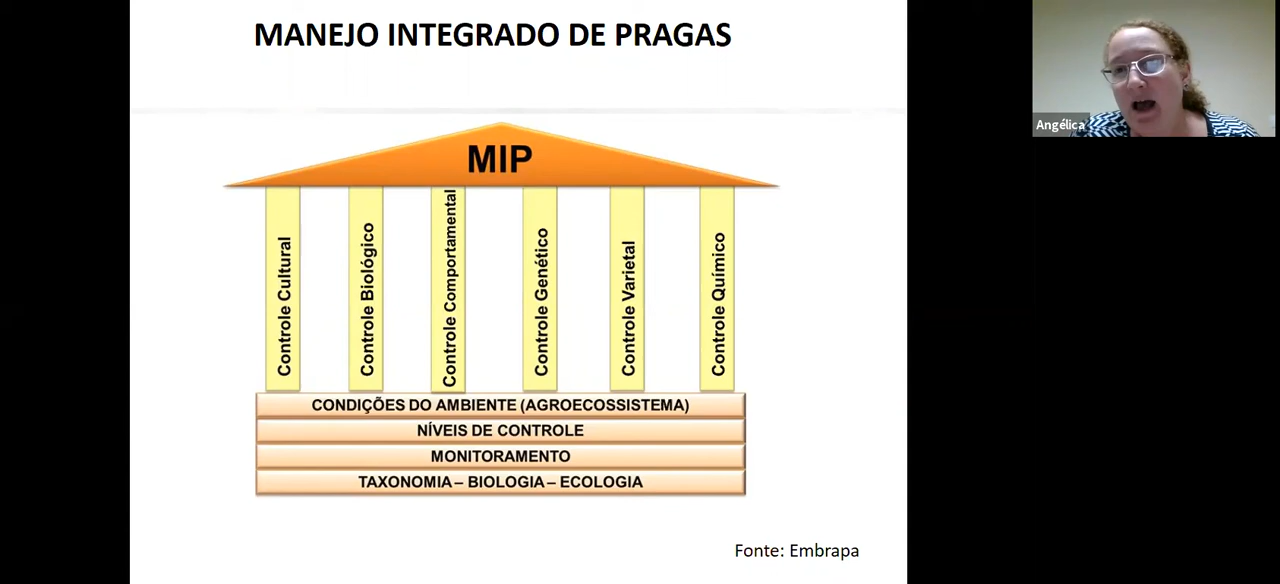 MANEJO INTEGRADO DE PRAGAS
Angélica
MIP
Controle Cultural
Controle Biológico
Controle Comportamental
Controle Genético
Controle Varietal
Controle Químico
CONDIÇÕES DO AMBIENTE (AGROECOSSISTEMA)
NÍVEIS DE CONTROLE
MONITORAMENTO
TAXONOMIA – BIOLOGIA – ECOLOGIA
Fonte: Embrapa